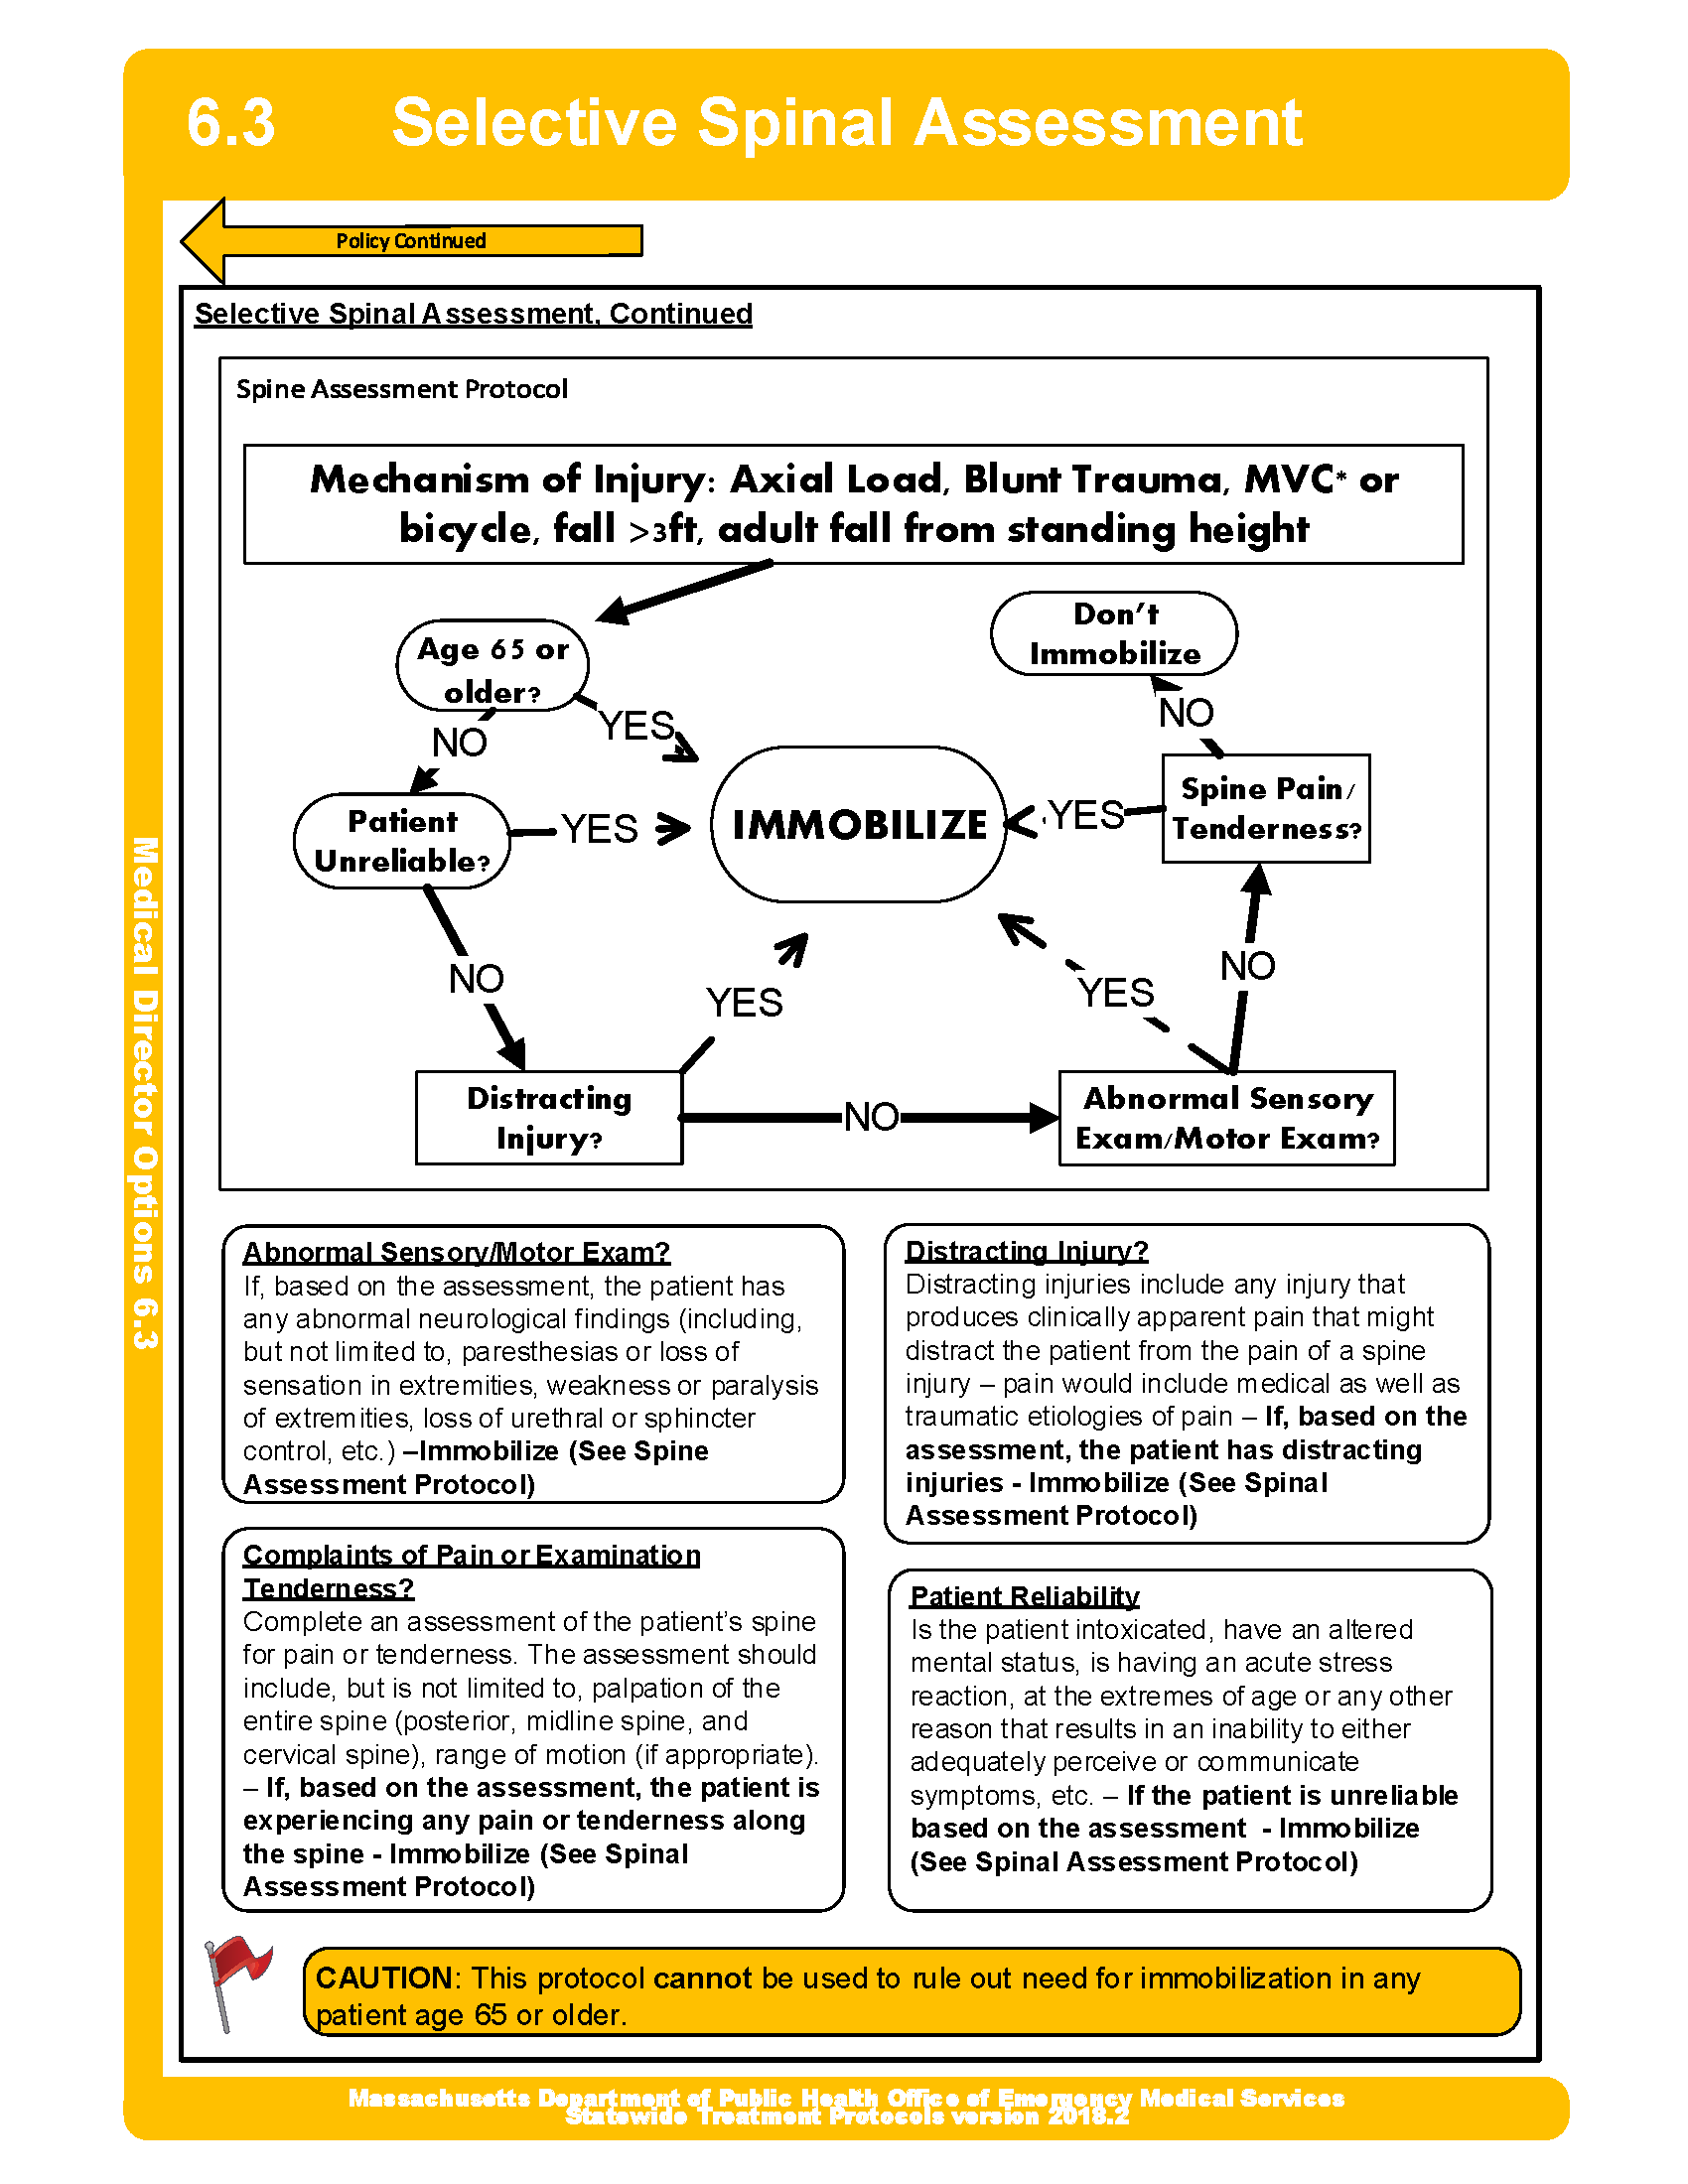 6.3 Selective Spinal Assessment
Policy Continued
Selective Spinal Assessment, Continued
Spine Assessment Protocol
Mechanism of Injury: Axial Load, Blunt Trauma, MVC* or
bicycle, fall >3ft, adult fall from standing height
Age 65 or
older?
YES
NO
Don't
Immobilize
NO
Patient
Unreliable?
YES
IMMOBILIZE
YES
Spine Pain/
Tenderness?
NO
YES
YES
NO
Distracting
Injury?
NO
Abnormal Sensory
Exam/Motor Exam?
Abnormal Sensory/Motor Exam?
If, based on the assessment, the patient has
any abnormal neurological findings (including,
but not limited to, paresthesias or loss of
sensation in extremities, weakness or paralysis
of extremities, loss of urethral or sphincter
control, etc.) –Immobilize (See Spine
Assessment Protocol)
Distracting Injury?
Distracting injuries include any injury that
produces clinically apparent pain that might
distract the patient from the pain of a spine
injury – pain would include medical as well as
traumatic etiologies of pain – If, based on the
assessment, the patient has distracting
injuries - Immobilize (See Spinal
Assessment Protocol)
Complaints of Pain or Examination
Tenderness?
Complete an assessment of the patient's spine
for pain or tenderness. The assessment should
include, but is not limited to, palpation of the
entire spine (posterior, midline spine, and
cervical spine), range of motion (if appropriate).
– If, based on the assessment, the patient is
experiencing any pain or tenderness along
the spine - Immobilize (See Spinal
Assessment Protocol)
Patient Reliability
Is the patient intoxicated, have an altered
mental status, is having an acute stress
reaction, at the extremes of age or any other
reason that results in an inability to either
adequately perceive or communicate
symptoms, etc. – If the patient is unreliable
based on the assessment - Immobilize
(See Spinal Assessment Protocol)
CAUTION: This protocol cannot be used to rule out need for immobilization in any
patient age 65 or older.
Medical Director Options 6.3
Massachusetts Department of Public Health Office of Emergency Medical Services
Statewide Treatment Protocols version 2018.2